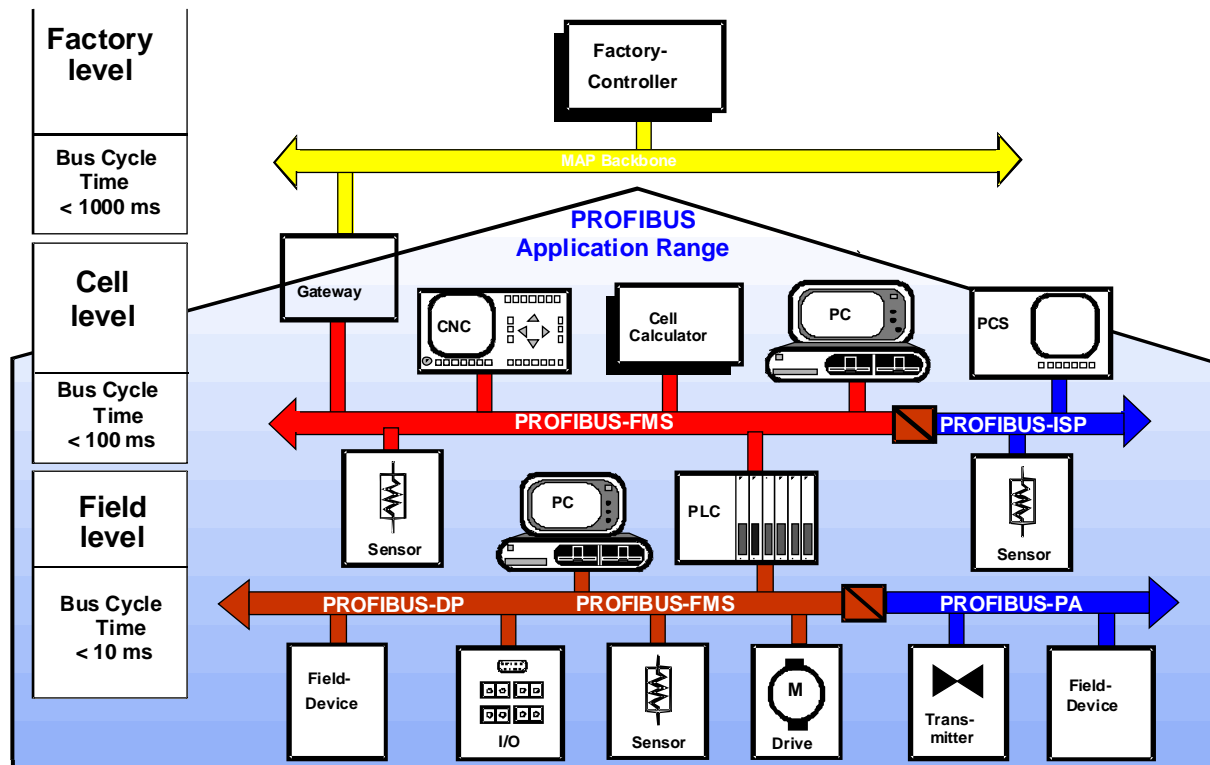 Factory
level
Bus Cycle
Time
< 1000 ms
Factory-
Controller
MAP Backbone
PROFIBUS
Application Range
Cell
level
Bus Cycle
Time
< 100 ms
Gateway
CNC
Cell
Calculator
PC
PCS
PROFIBUS-FMS
PROFIBUS-ISP
Field
level
Bus Cycle
Time
< 10 ms
Sensor
PC
PLC
Sensor
PROFIBUS-DP
PROFIBUS-FMS
PROFIBUS-PA
Field-
Device
I/O
Sensor
M
Drive
Trans-
mitter
Field-
Device